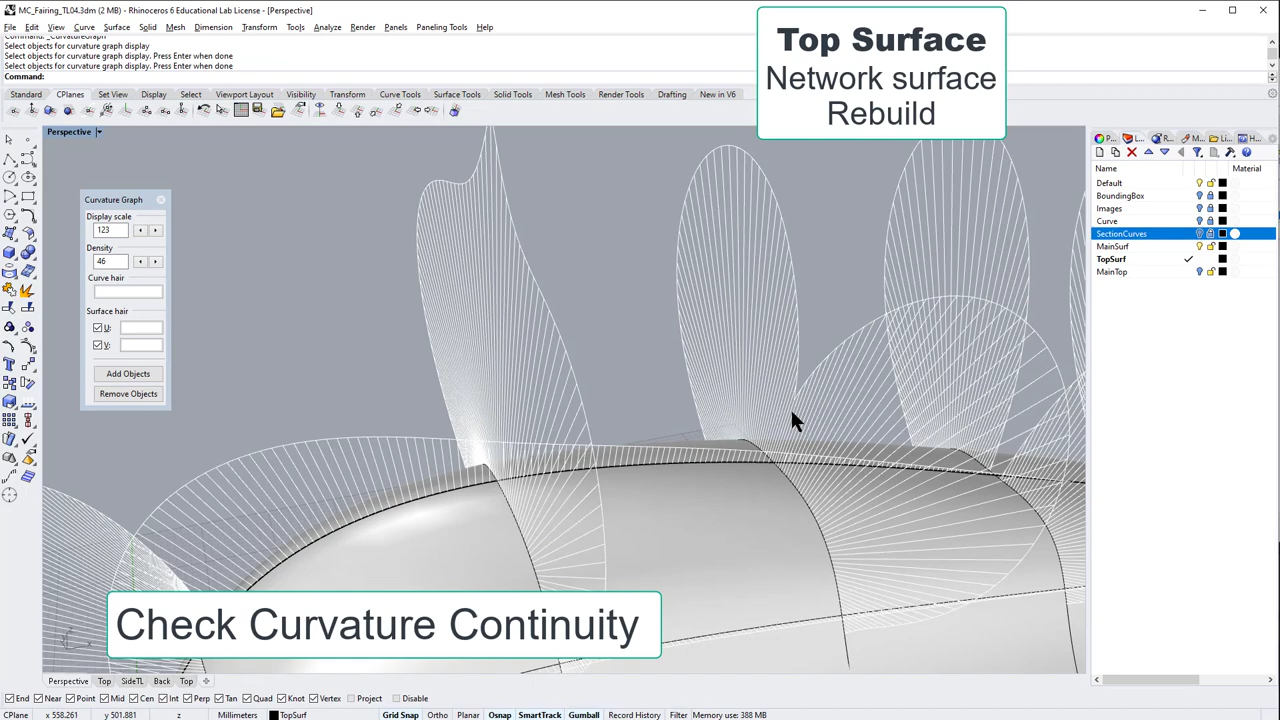 MC_Fairing_TL04.3dm (2 MB) - Rhinoceros 6 Educational Lab License - [Perspective]
File Edit View Curve Surface Solid Mesh Dimension Transform Tools Analyze Render Panels Paneling Tools Help
Select objects for curvature graph display
Select objects for curvature graph display. Press Enter when done
Select objects for curvature graph display. Press Enter when done
Command:
Standard CPlanes Set View Display Select Viewport Layout Visibility Transform Curve Tools Surface Tools Solid Tools Mesh Tools Render Tools Drafting New in V6
Top Surface
Network surface
Rebuild
Perspective
Curvature Graph
Display scale
123
Density
46
Curve hair
Surface hair
U:
V:
Add Objects
Remove Objects
P... L... R... M... Li... H...
Name Material
Default
BoundingBox
Images
Curve
SectionCurves
MainSurf
TopSurf
MainTop
Check Curvature Continuity
Perspective Top SideTL Back Top
End Near Point Mid Cen Int Perp Tan Quad Knot Vertex Project Disable
CPlane x 558.261 y 501.881 z Millimeters TopSurf Grid Snap Ortho Planar Osnap SmartTrack Gumball Record History Filter Memory use: 388 MB